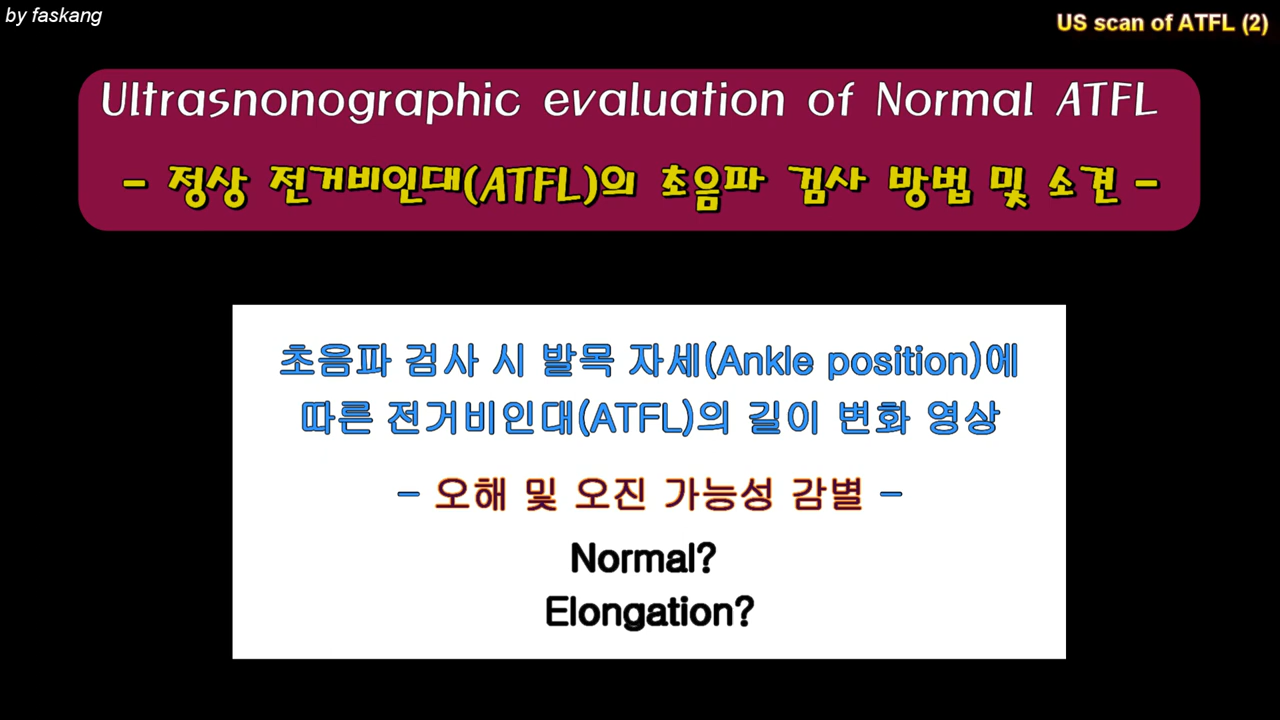 by faskang
US scan of ATFL (2)
Ultrasnonographic evaluation of Normal ATFL
- 정상 전거비인대(ATFL)의 초음파 검사 방법 및 소견 -
초음파 검사 시 발목 자세(Ankle position)에
따른 전거비인대(ATFL)의 길이 변화 영상
- 오해 및 오진 가능성 감별 -
Normal?
Elongation?